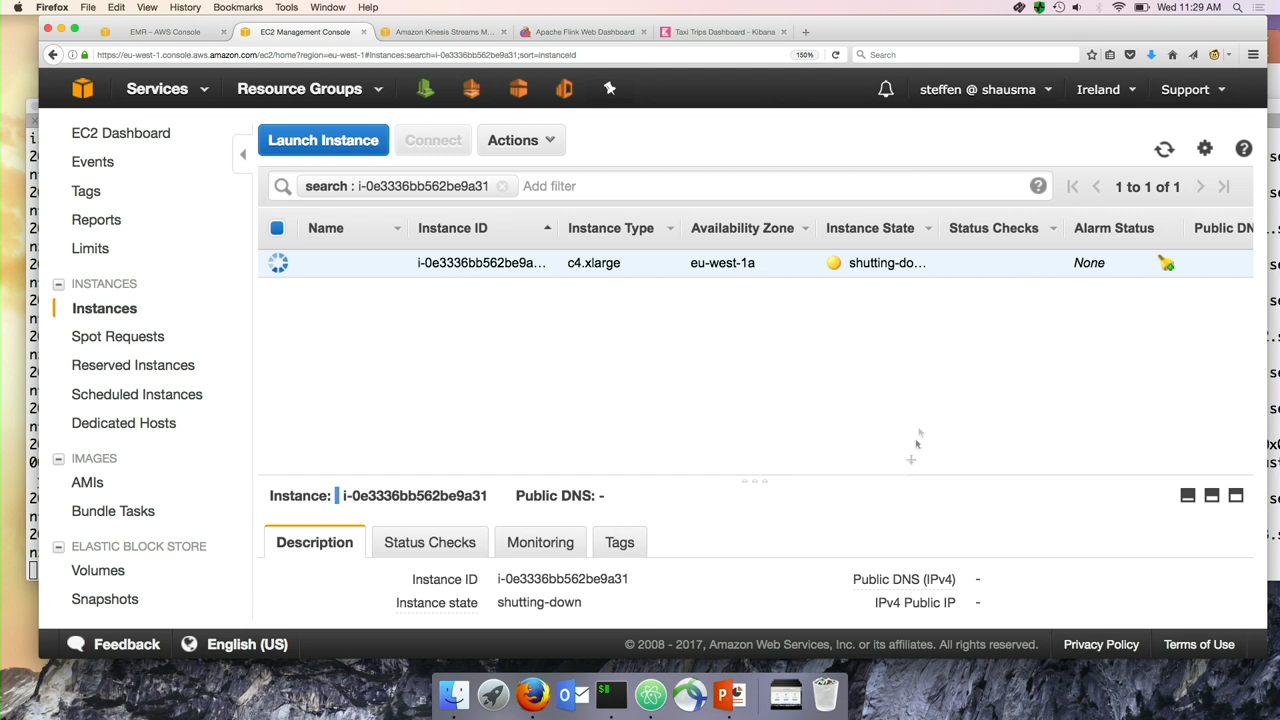 Firefox File Edit View History Bookmarks Tools Window Help
Wed 11:29 AM
EMR – AWS Console
EC2 Management Console
Amazon Kinesis Streams M...
Apache Flink Web Dashboard
Taxi Trips Dashboard - Kibana
https://eu-west-1.console.aws.amazon.com/ec2/home?region=eu-west-1#Instances:search=i-0e3336bb562be9a31;sort=instanceId
150%
Search
Services
Resource Groups
steffen @ shausma
Ireland
Support
EC2 Dashboard
Events
Tags
Reports
Limits
INSTANCES
Instances
Spot Requests
Reserved Instances
Scheduled Instances
Dedicated Hosts
IMAGES
AMIs
Bundle Tasks
ELASTIC BLOCK STORE
Volumes
Snapshots
Launch Instance
Connect
Actions
search : i-0e3336bb562be9a31
Add filter
1 to 1 of 1
Name Instance ID Instance Type Availability Zone Instance State Status Checks Alarm Status Public DN
i-0e3336bb562be9a... c4.xlarge eu-west-1a shutting-do... None
Instance: i-0e3336bb562be9a31 Public DNS: -
Description
Status Checks
Monitoring
Tags
Instance ID i-0e3336bb562be9a31 Public DNS (IPv4) -
Instance state shutting-down IPv4 Public IP -
Feedback
English (US)
© 2008 - 2017, Amazon Web Services, Inc. or its affiliates. All rights reserved.
Privacy Policy
Terms of Use